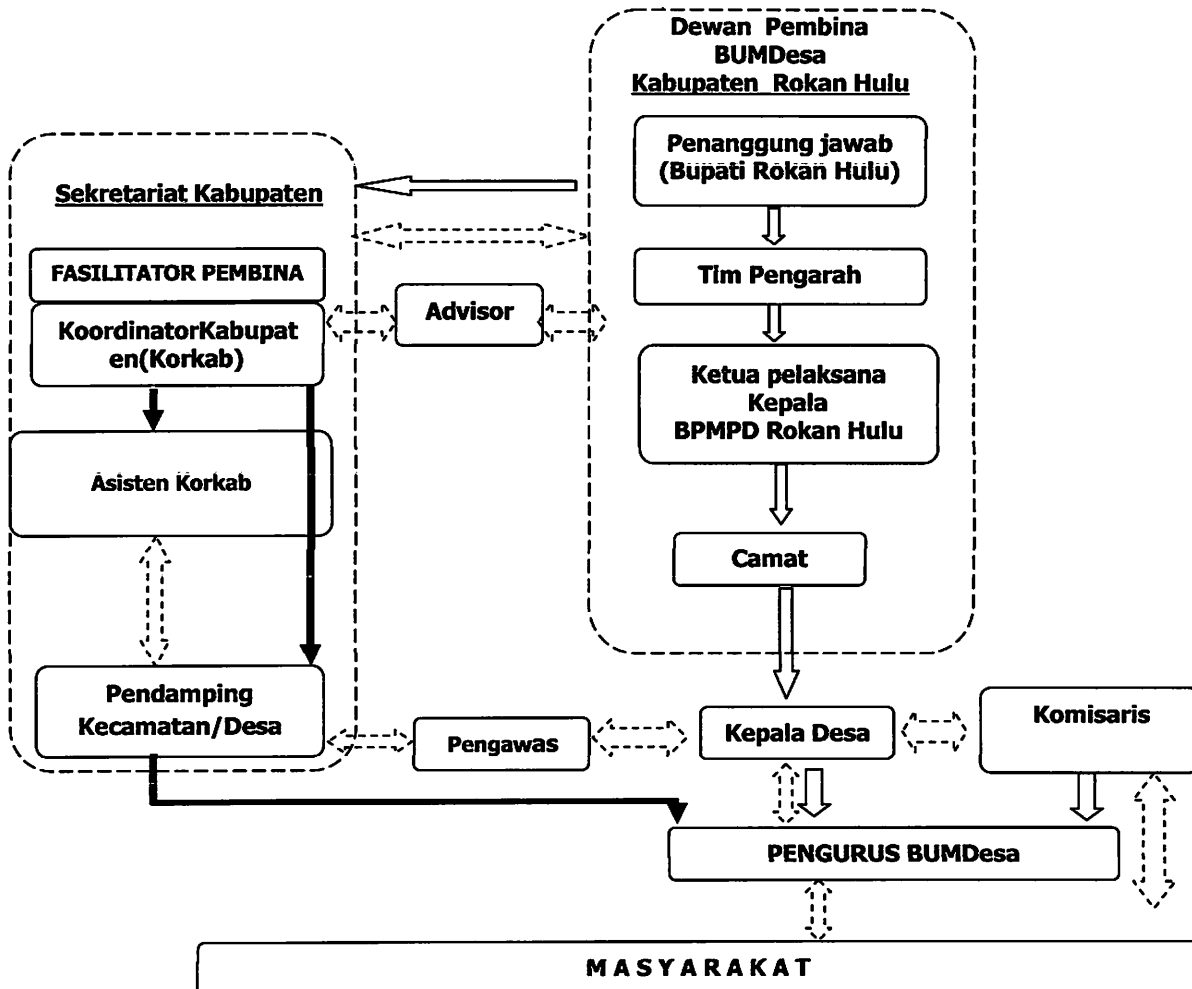 Dewan Pembina
BUMDesa
Kabupaten Rokan Hulu
Penanggung jawab
(Bupati Rokan Hulu)
Sekretariat Kabupaten
FASILITATOR PEMBINA
Tim Pengarah
Advisor
KoordinatorKabupat
en(Korkab)
Ketua pelaksana
Kepala
BPMPD Rokan Hulu
Asisten Korkab
Camat
Pendamping
Kecamatan/Desa
Pengawas
Kepala Desa
Komisaris
PENGURUS BUMDesa
MASYARAKAT